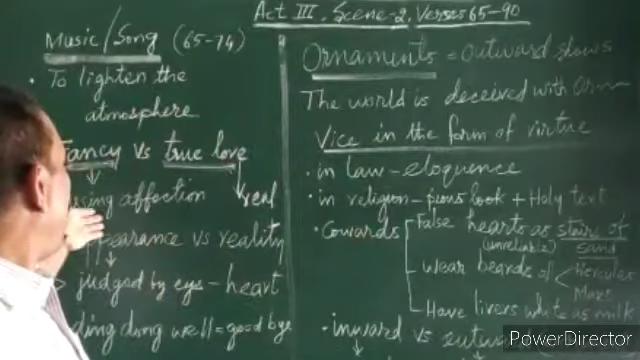 Act III, Scene-2, Verses 65-90
Music/Song (65-74)
• To lighten the
atmosphere
Fancy vs true love
affection real
vs reality
judged by eys - heart
ding dong well = good bye
Ornaments = outward shows
The world is deceived with Orn
Vice in the form of virtue
• in law - eloquence
• in religion - pious look + Holy text
• Cowards
False hearts as stairs of
(unreliable) sand
wear beards of
Hercules
Mars
Have livers white as milk
• inward vs
PowerDirector